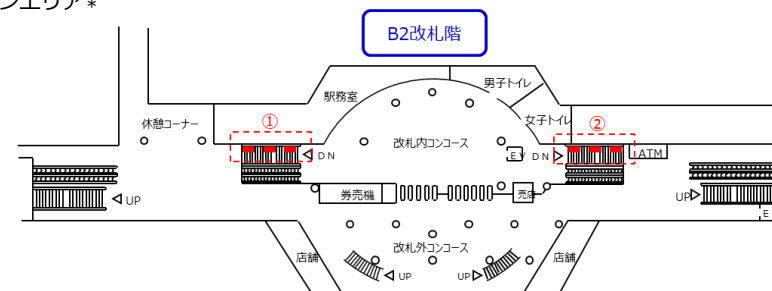 ンエリア*
B2改札階
男子トイレ
駅務室
女子トイレ
休憩コーナー
①
②
改札内コンコース
DN
EV
DN
ATM
券売機
売店
UP
UP
E
改札外コンコース
店舗
店舗
UP
UP